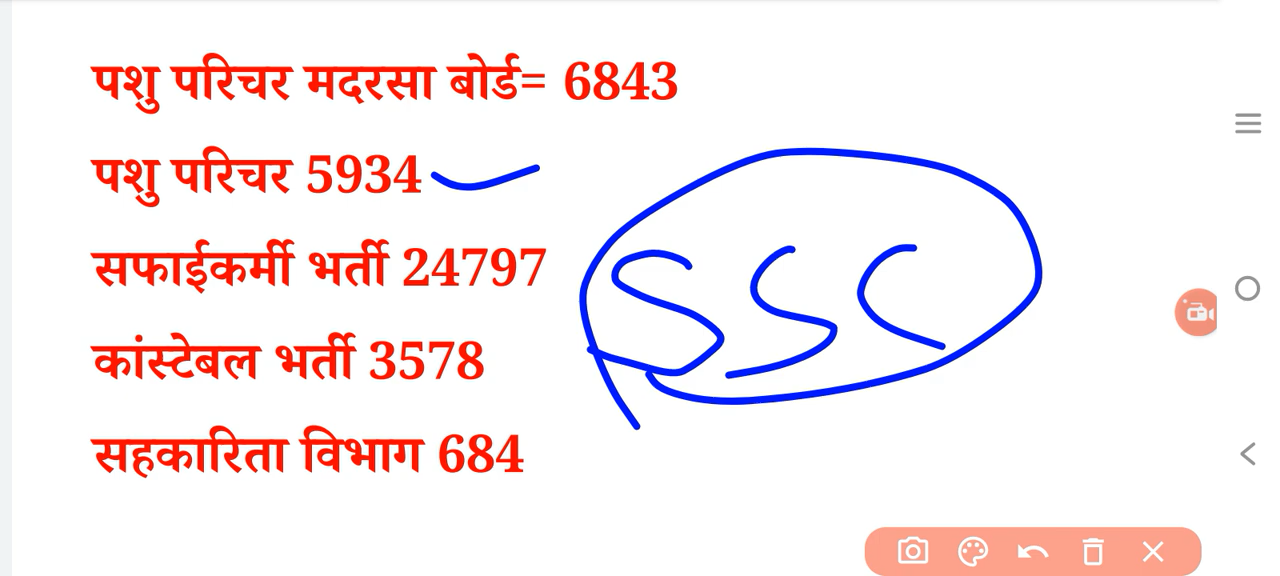 पशु परिचर मदरसा बोर्ड= 6843
पशु परिचर 5934
सफाईकर्मी भर्ती 24797
SSC
कांस्टेबल भर्ती 3578
सहकारिता विभाग 684